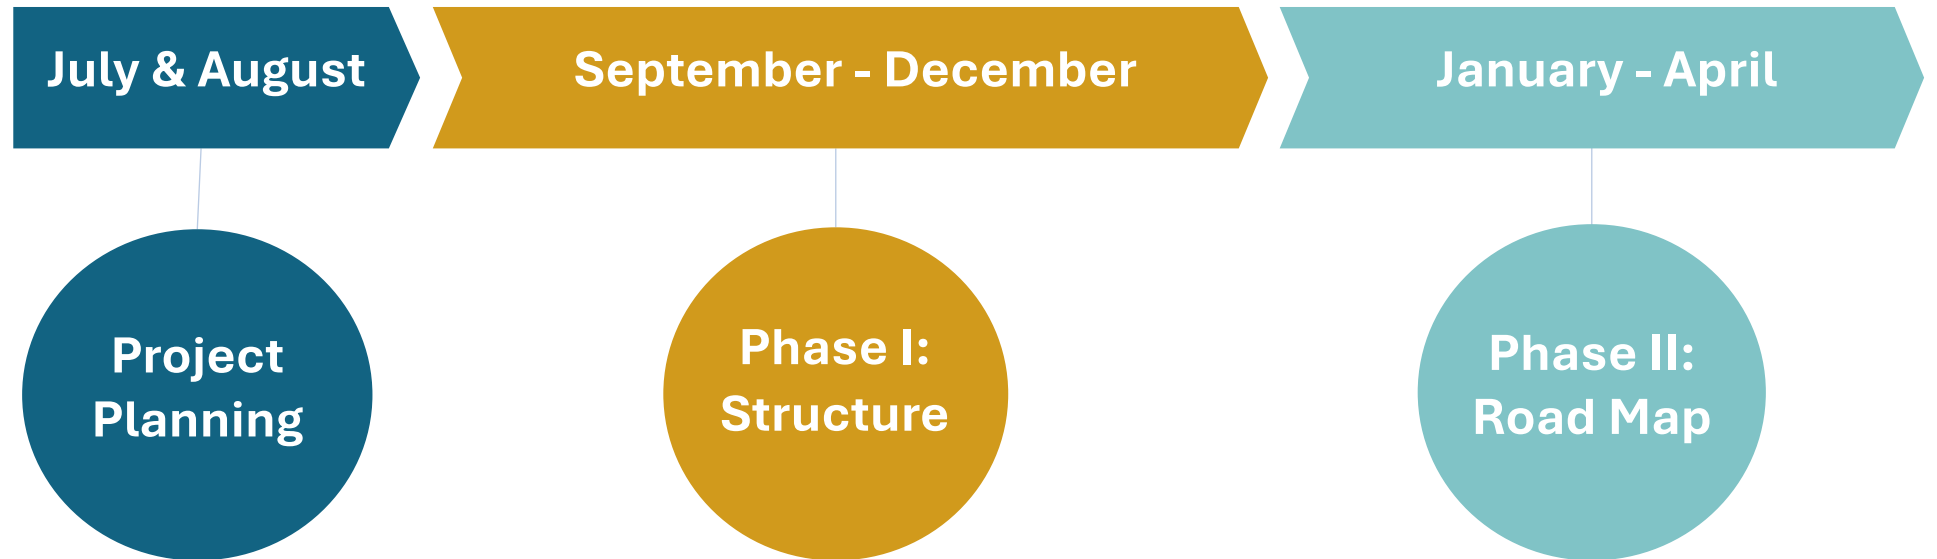 July & August
September - December
January - April
Project
Planning
Phase I:
Structure
Phase II:
Road Map